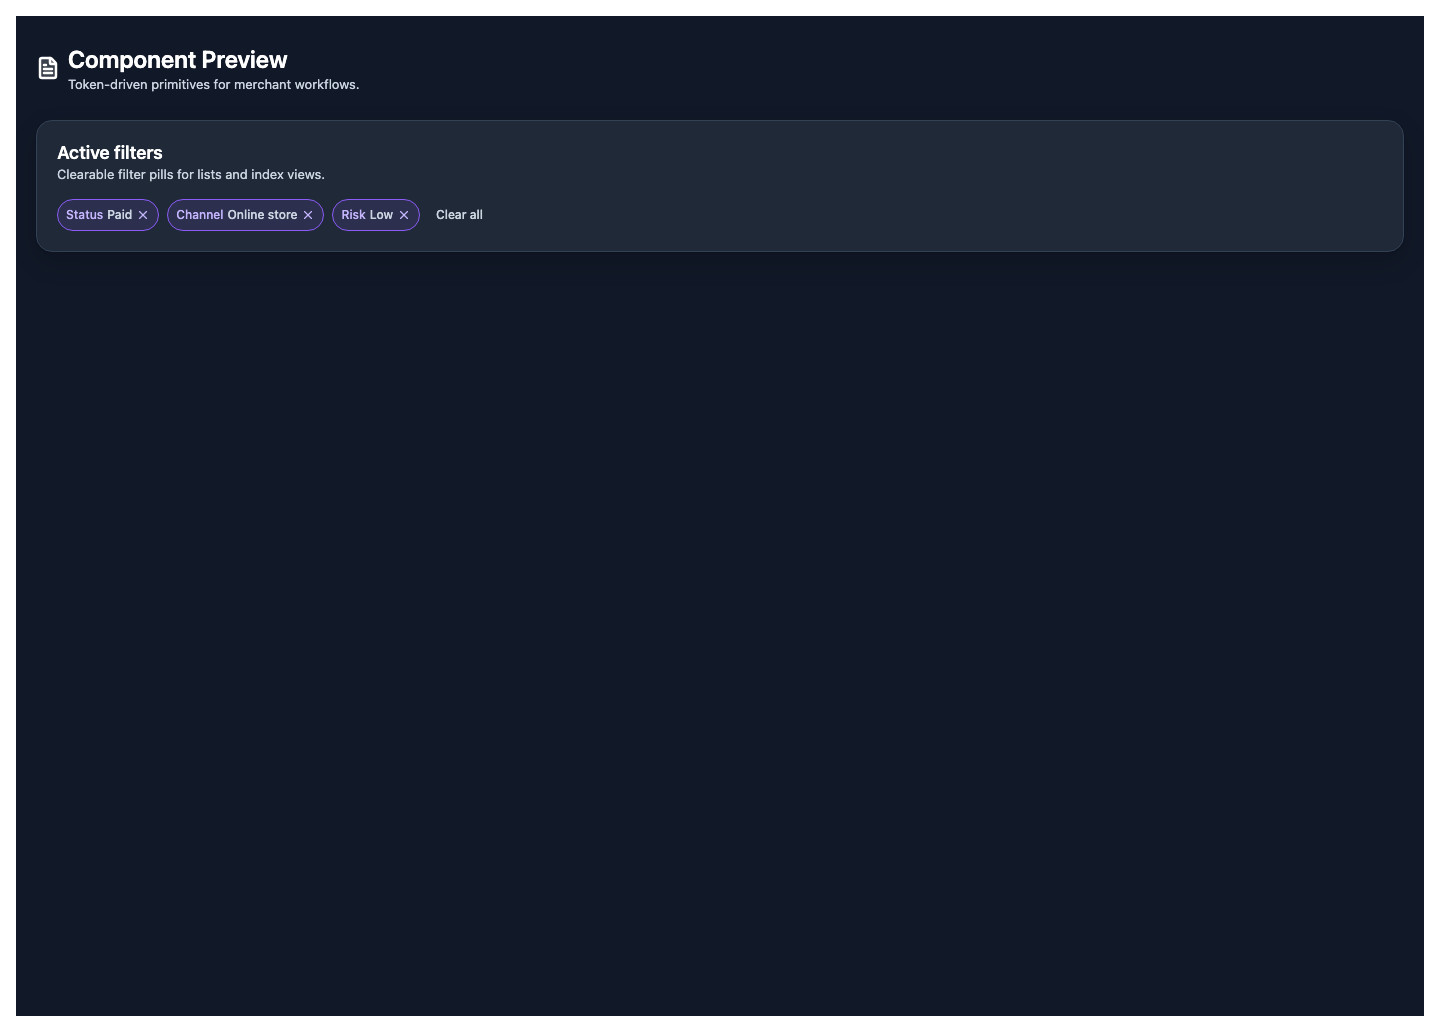 Component Preview
Token-driven primitives for merchant workflows.
Active filters
Clearable filter pills for lists and index views.
Status Paid Channel Online store Risk Low Clear all